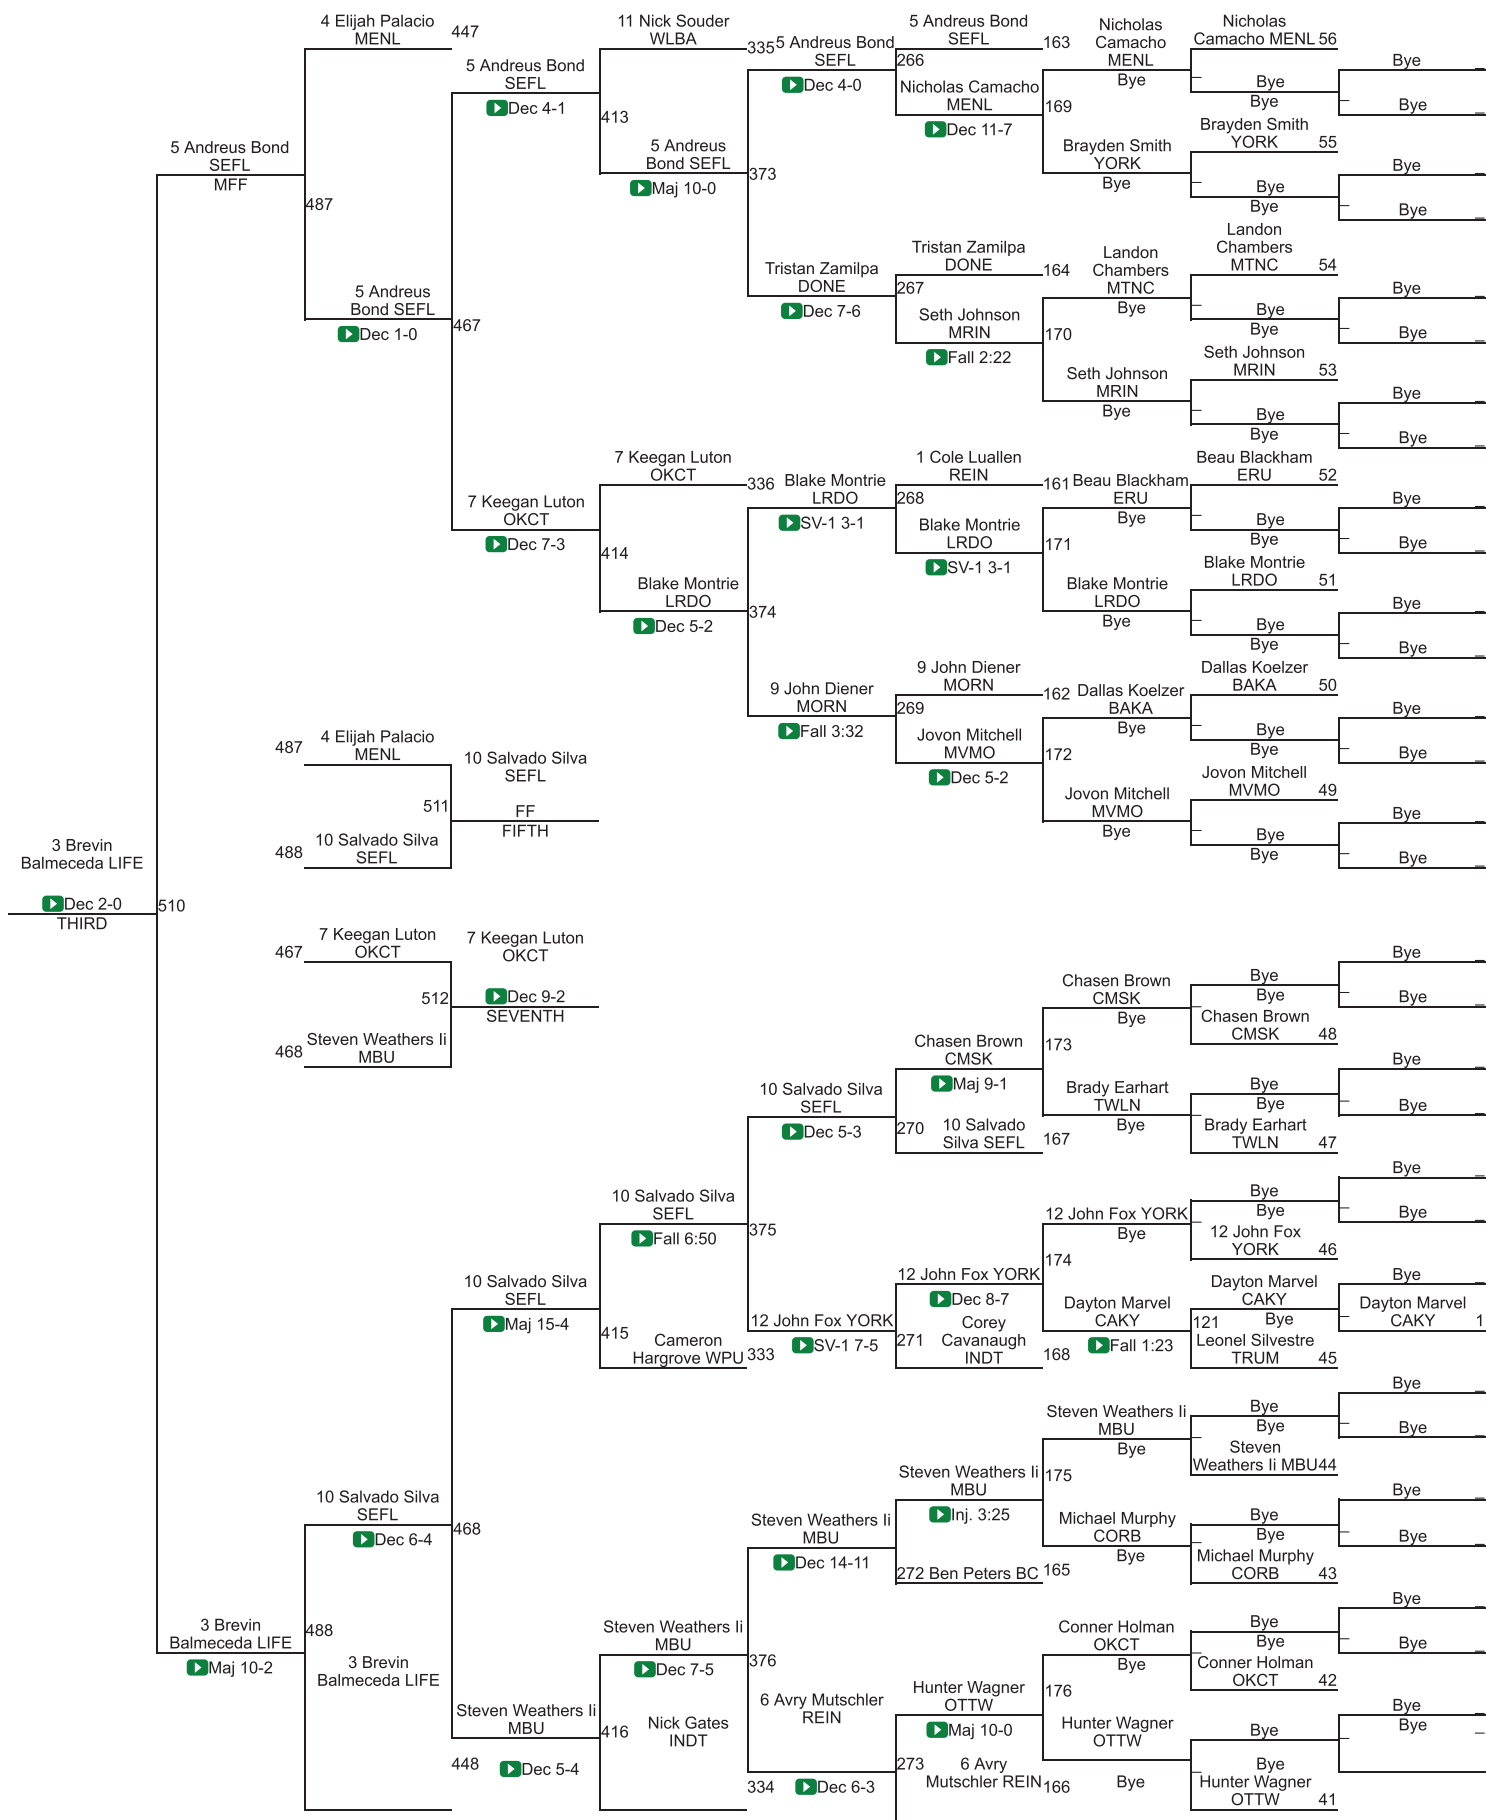 4 Elijah Palacio
MENL
447
11 Nick Souder
WLBA
335
5 Andreus Bond
SEFL
Dec 4-0
5 Andreus Bond
SEFL
163
266
Nicholas Camacho
MENL
Dec 11-7
Nicholas
Camacho
MENL
Bye
169
Brayden Smith
YORK
Bye
Nicholas
Camacho MENL 56
Bye
Bye
Brayden Smith
YORK 55
Bye
Bye
Bye
Bye
Bye
Bye
5 Andreus Bond
SEFL
Dec 4-1
413
5 Andreus
Bond SEFL
Maj 10-0
373
5 Andreus Bond
SEFL
MFF
487
5 Andreus
Bond SEFL
Dec 1-0
467
Tristan Zamilpa
DONE
Dec 7-6
Tristan Zamilpa
DONE
164
267
Seth Johnson
MRIN
Fall 2:22
Landon
Chambers
MTNC
Bye
170
Seth Johnson
MRIN
Bye
Landon
Chambers
MTNC 54
Bye
Bye
Seth Johnson
MRIN 53
Bye
Bye
Bye
Bye
Bye
Bye
7 Keegan Luton
OKCT
Dec 7-3
7 Keegan Luton
OKCT
336
414
Blake Montrie
LRDO
Dec 5-2
374
Blake Montrie
LRDO
SV-1 3-1
1 Cole Luallen
REIN
161
268
Blake Montrie
LRDO
SV-1 3-1
Beau Blackham
ERU
Bye
171
Blake Montrie
LRDO
Bye
Beau Blackham
ERU 52
Bye
Bye
Blake Montrie
LRDO 51
Bye
Bye
Bye
Bye
Bye
Bye
9 John Diener
MORN
Fall 3:32
9 John Diener
MORN
162
269
Jovon Mitchell
MVMO
Dec 5-2
Dallas Koelzer
BAKA
Bye
172
Jovon Mitchell
MVMO
Bye
Dallas Koelzer
BAKA 50
Bye
Bye
Jovon Mitchell
MVMO 49
Bye
Bye
Bye
Bye
Bye
Bye
487
4 Elijah Palacio
MENL
511
488
10 Salvado Silva
SEFL
10 Salvado Silva
SEFL
FF
FIFTH
3 Brevin
Balmeceda LIFE
Dec 2-0
THIRD
510
467
7 Keegan Luton
OKCT
512
468
Steven Weathers Ii
MBU
7 Keegan Luton
OKCT
Dec 9-2
SEVENTH
10 Salvado Silva
SEFL
Dec 5-3
Chasen Brown
CMSK
Maj 9-1
270
10 Salvado
Silva SEFL
167
Chasen Brown
CMSK
Bye
173
Brady Earhart
TWLN
Bye
Bye
Bye
Chasen Brown
CMSK 48
Bye
Bye
Brady Earhart
TWLN 47
Bye
Bye
Bye
Bye
10 Salvado Silva
SEFL
Maj 15-4
10 Salvado Silva
SEFL
Fall 6:50
375
415
Cameron
Hargrove WPU
333
12 John Fox YORK
SV-1 7-5
12 John Fox YORK
Dec 8-7
271
Corey
Cavanaugh
INDT
168
12 John Fox YORK
Bye
174
Dayton Marvel
CAKY
Fall 1:23
Bye
Bye
12 John Fox
YORK 46
Dayton Marvel
CAKY
121
Bye
Leonel Silvestre
TRUM 45
Bye
Bye
Bye
Dayton Marvel
CAKY 1
10 Salvado Silva
SEFL
Dec 6-4
468
Steven Weathers Ii
MBU
Dec 14-11
Steven Weathers Ii
MBU
Inj. 3:25
272 Ben Peters BC
165
Steven Weathers Ii
MBU
Bye
175
Michael Murphy
CORB
Bye
Bye
Bye
Steven
Weathers Ii MBU44
Bye
Bye
Michael Murphy
CORB 43
Bye
Bye
Bye
Bye
3 Brevin
Balmeceda LIFE
Maj 10-2
488
3 Brevin
Balmeceda LIFE
448
Steven Weathers Ii
MBU
Dec 5-4
Steven Weathers Ii
MBU
Dec 7-5
376
416
Nick Gates
INDT
334
6 Avry Mutschler
REIN
Dec 6-3
Hunter Wagner
OTTW
Maj 10-0
273
6 Avry
Mutschler REIN
166
Conner Holman
OKCT
Bye
176
Hunter Wagner
OTTW
Bye
Bye
Bye
Conner Holman
OKCT 42
Bye
Bye
Hunter Wagner
OTTW 41
Bye
Bye
Bye
Bye